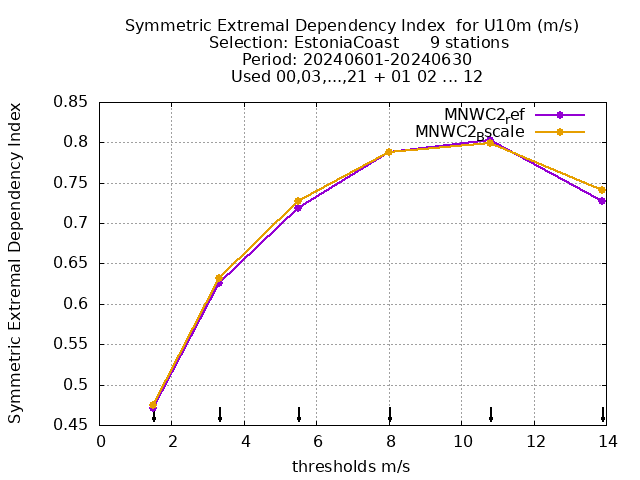 Symmetric Extremal Dependency Index for U10m (m/s)
Selection: EstoniaCoast 9 stations
Period: 20240601-20240630
Used 00,03,...,21 + 01 02 ... 12
MNWC2ref
MNWC2Bscale
Symmetric Extremal Dependency Index
0.85
0.8
0.75
0.7
0.65
0.6
0.55
0.5
0.45
0 2 4 6 8 10 12 14
thresholds m/s